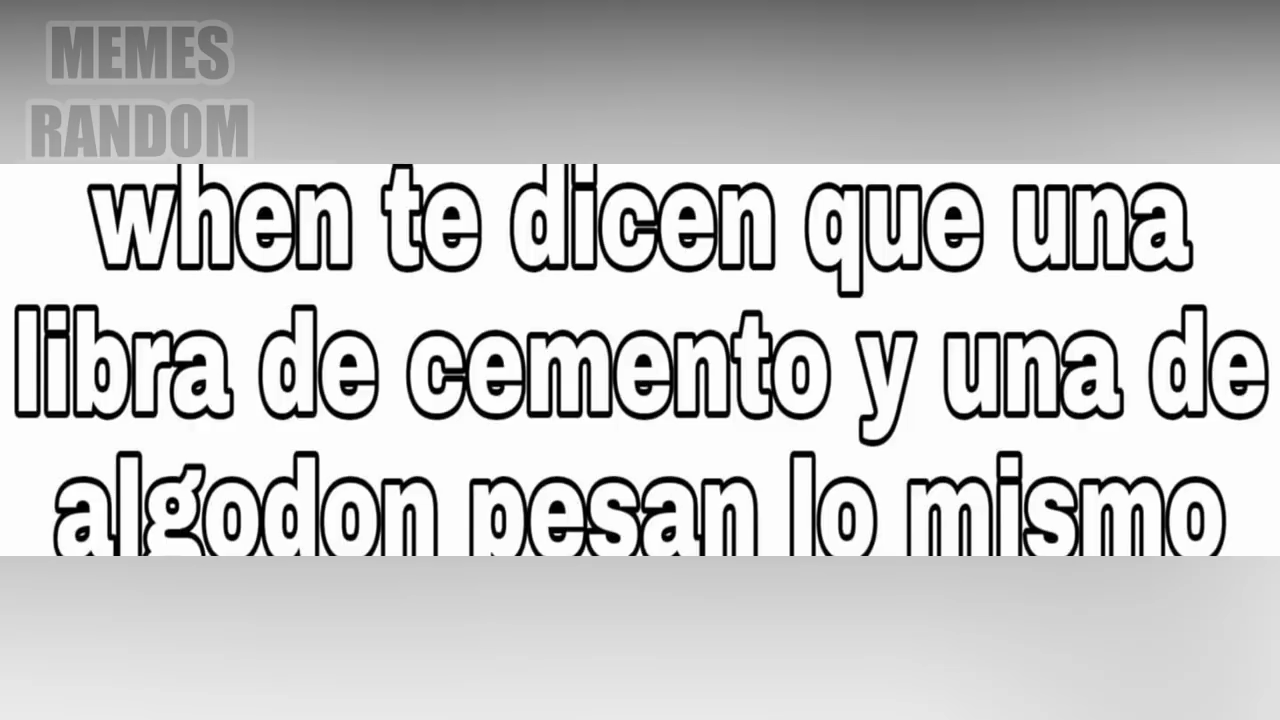 MEMES
RANDOM
when te dicen que una
libra de cemento y una de
algodon pesan lo mismo